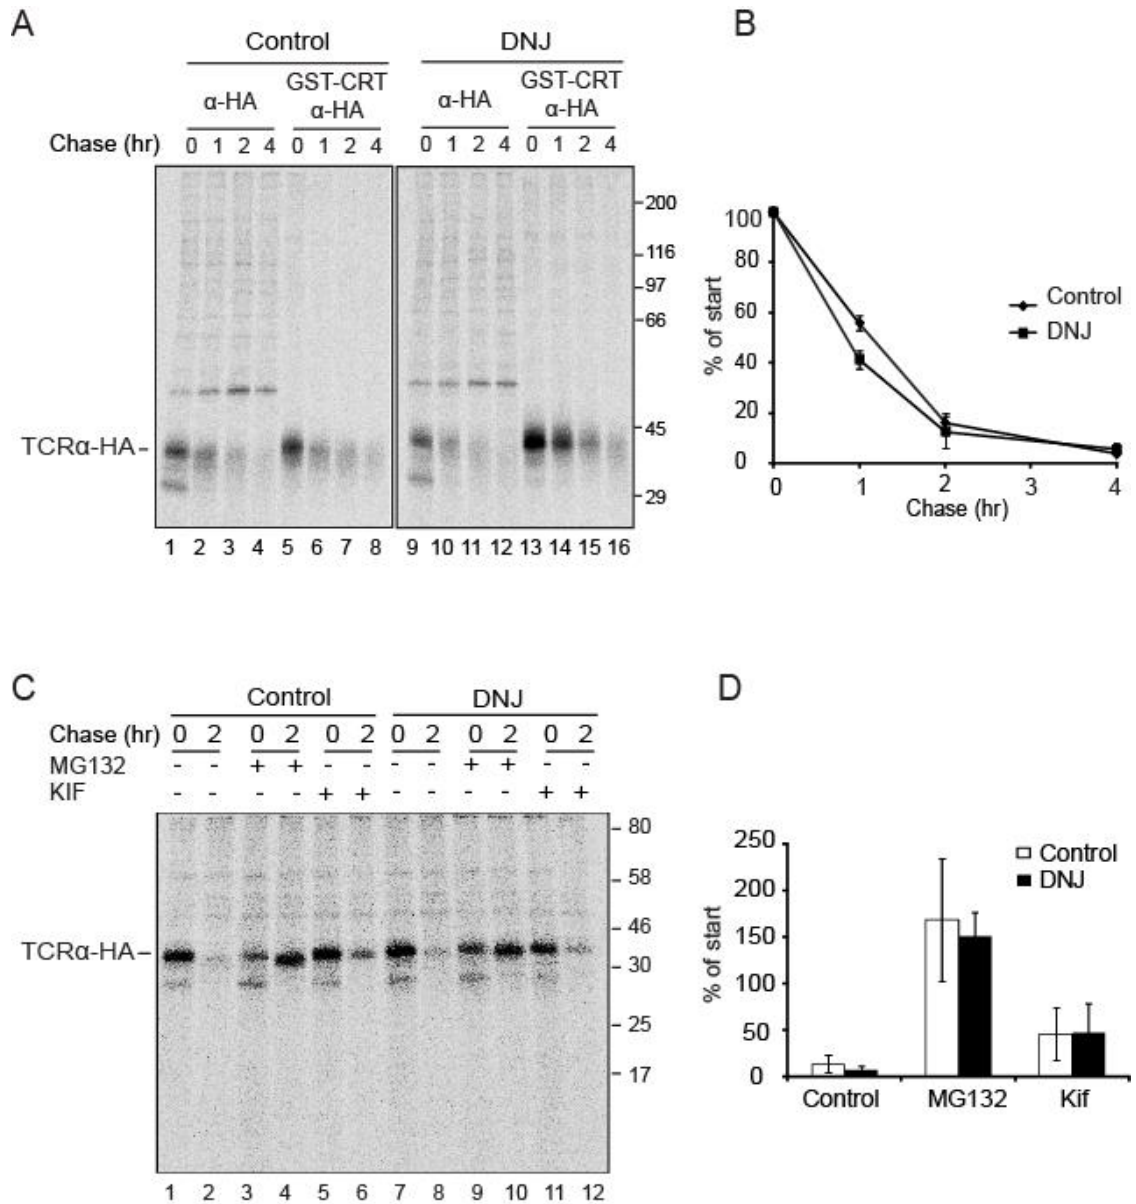 A
Control
DNJ
α-HA
GST-CRT
α-HA
α-HA
GST-CRT
α-HA
Chase (hr) 0 1 2 4 0 1 2 4 0 1 2 4 0 1 2 4
200
116
97
66
45
29
TCRα-HA
1 2 3 4 5 6 7 8 9 10 11 12 13 14 15 16
B
% of start
100
80
60
40
20
0
0 1 2 3 4
Chase (hr)
Control
DNJ
C
Control
DNJ
Chase (hr) 0 2 0 2 0 2 0 2 0 2 0 2
MG132 - - + + - - - - + + - -
KIF - - - - + + - - - - + +
80
58
46
30
25
17
TCRα-HA
1 2 3 4 5 6 7 8 9 10 11 12
D
% of start
250
200
150
100
50
0
Control MG132 Kif
Control
DNJ